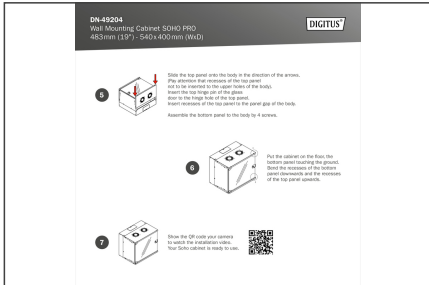 DN-49204
Wall Mounting Cabinet SOHO PRO
483 mm (19") - 540 x 400 mm (WxD)
DIGITUS®
5
Slide the top panel onto the body in the direction of the arrows.
(Pay attention that recesses of the top panel
not to be inserted to the upper holes of the body).
Insert the top hinge pin of the glass
door to the hinge hole of the top panel.
Insert recesses of the top panel to the panel gap of the body.
Assemble the bottom panel to the body by 4 screws.
6
Put the cabinet on the floor, the
bottom panel touching the ground.
Bend the recesses of the bottom
panel downwards and the recesses
of the top panel upwards.
7
Show the QR code your camera
to watch the installation video.
Your Soho cabinet is ready to use.